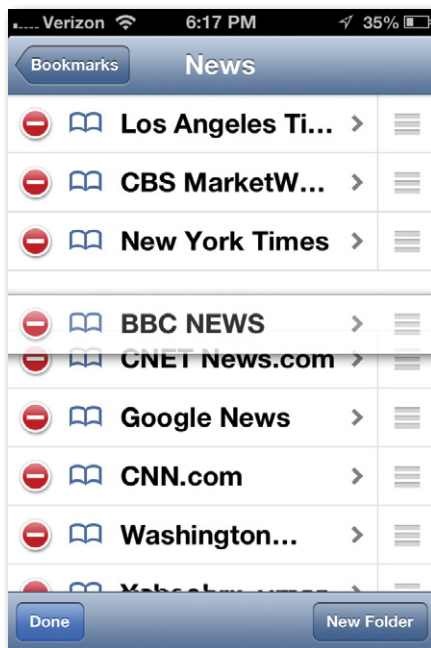 Verizon 6:17 PM 35%
Bookmarks News
Los Angeles Ti...
CBS MarketW...
New York Times
BBC NEWS
CNET News.com
Google News
CNN.com
Washington...
Done New Folder